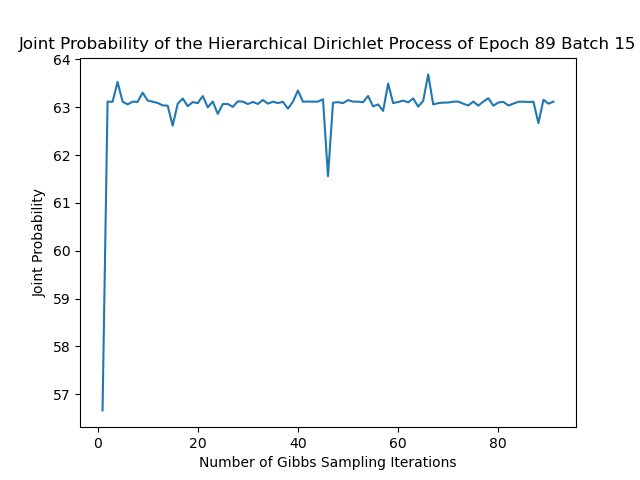 Joint Probability of the Hierarchical Dirichlet Process of Epoch 89 Batch 15
64
63
62
61
60
59
58
57
Joint Probability
0 20 40 60 80
Number of Gibbs Sampling Iterations